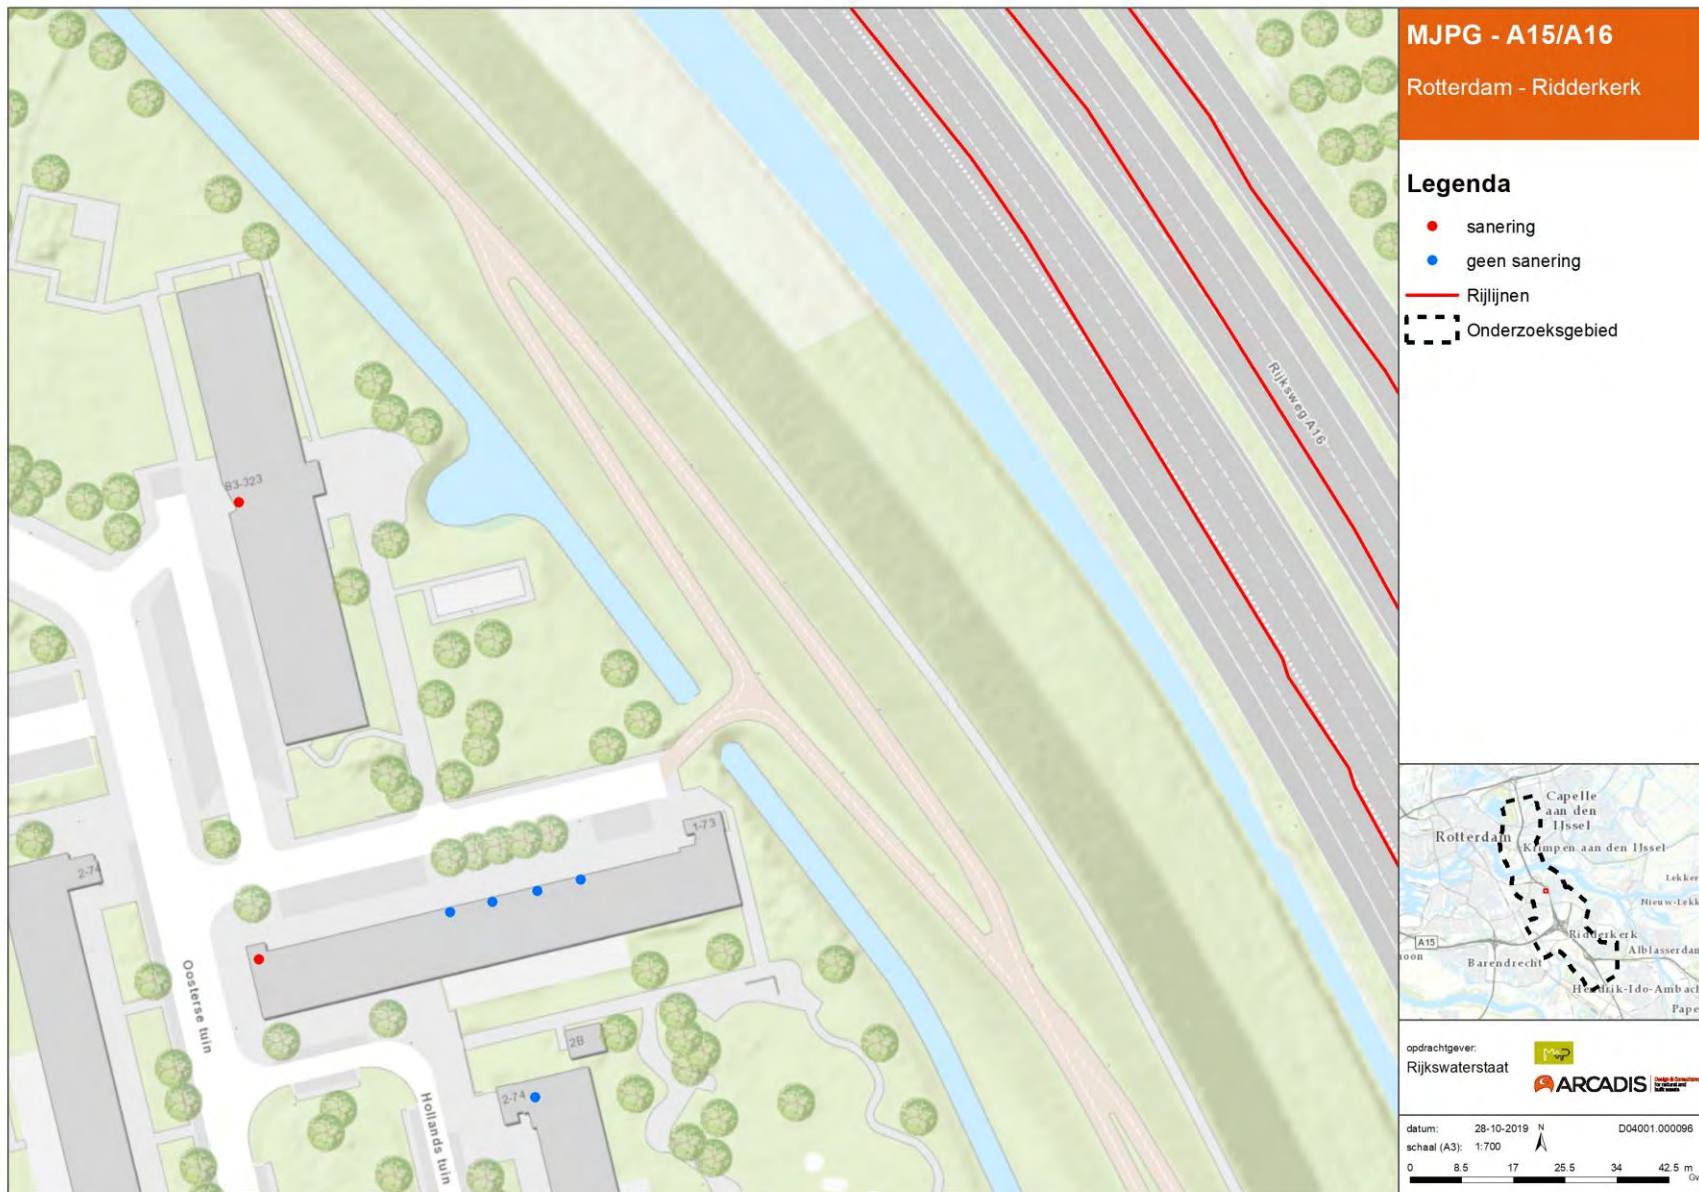 MJPG - A15/A16
Rotterdam - Ridderkerk
Legenda
sanering
geen sanering
Rijlijnen
Onderzoeksgebied
Rijksweg A16
83-323
1-73
2-74
Oosterse tuin
2B
2-74
Hollands tuin
Capelle
aan den
IJssel
Rotterdam
Krimpen aan den IJssel
Lekker
Nieuw-Lekk
Ridderkerk
A15
Alblasserdam
hoon
Barendrecht
Hendrik-Ido-Ambach
Pape
opdrachtgever:
Rijkswaterstaat
ARCADIS
datum: 28-10-2019 N D04001.000096
schaal (A3): 1:700
0 8.5 17 25.5 34 42.5 m